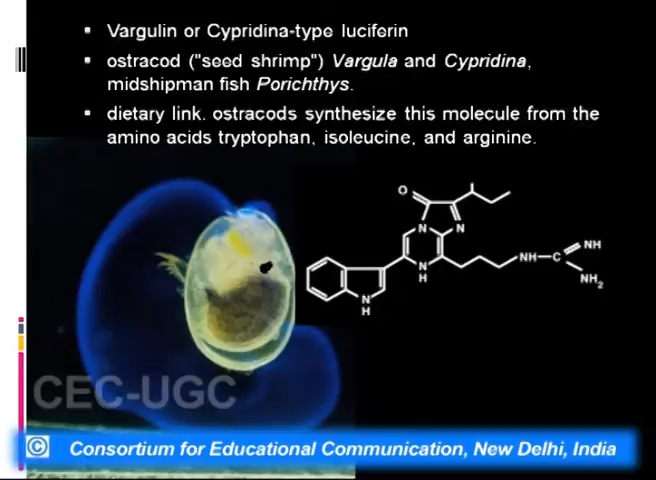 Vargulin or Cypridina-type luciferin
ostracod ("seed shrimp") Vargula and Cypridina,
midshipman fish Porichthys.
dietary link. ostracods synthesize this molecule from the
amino acids tryptophan, isoleucine, and arginine.
O
N
N
NH
C
NH
N
H
NH2
N
H
CEC-UGC
© Consortium for Educational Communication, New Delhi, India